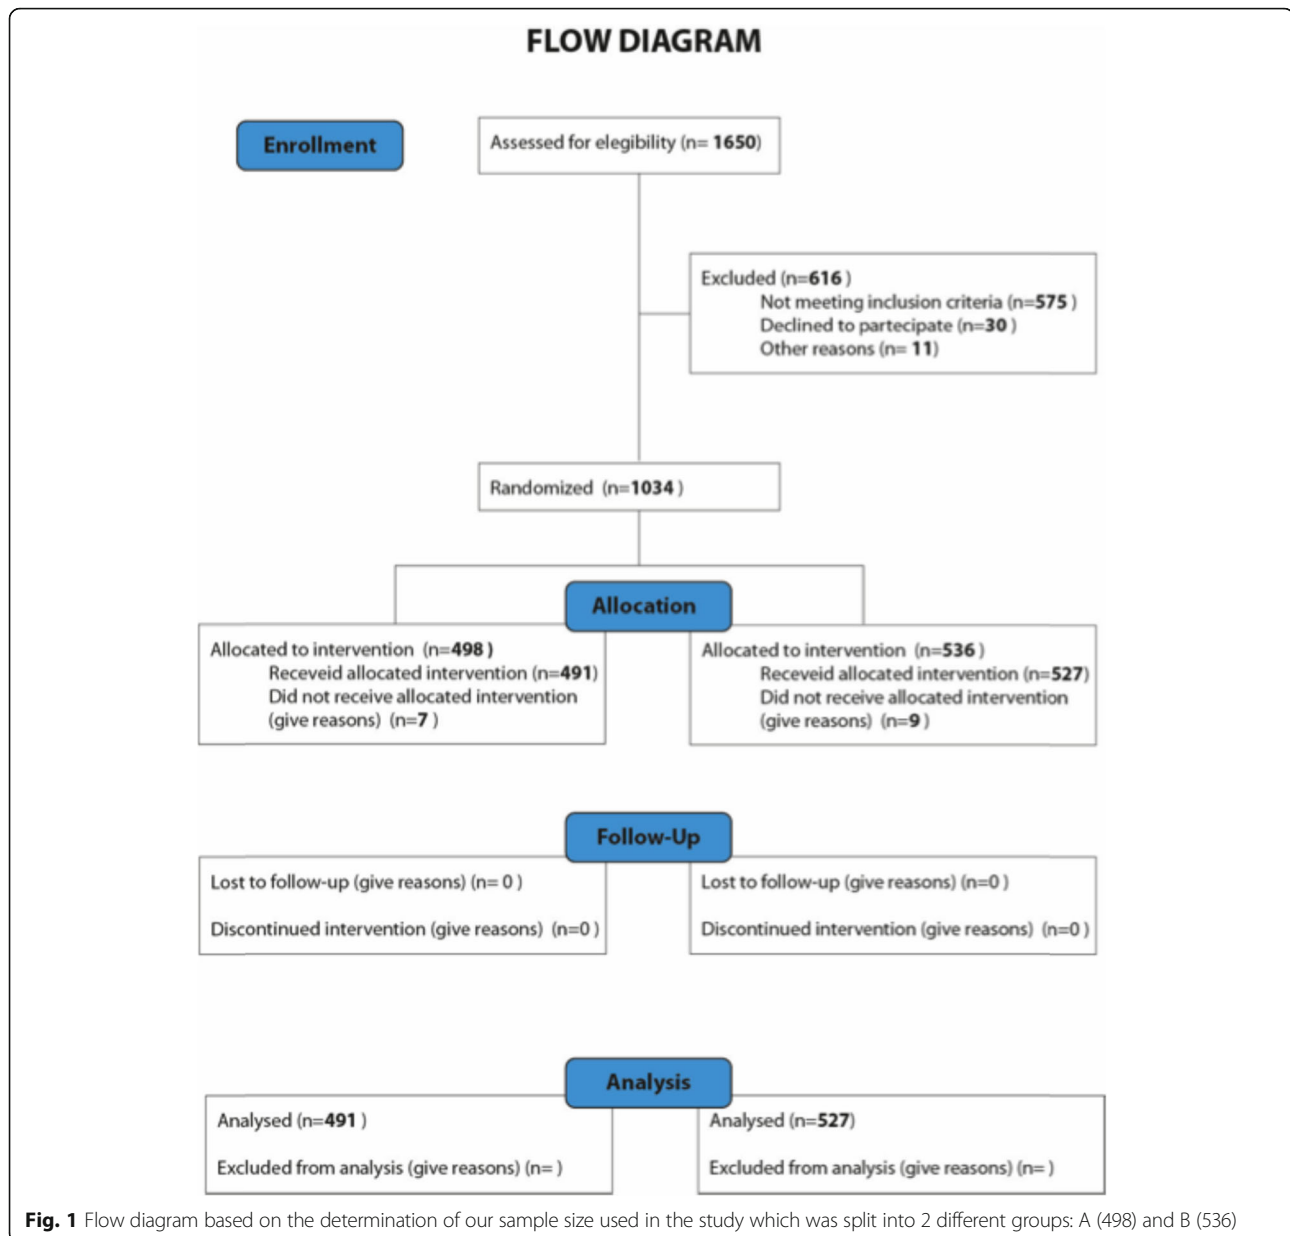 FLOW DIAGRAM
Enrollment
Assessed for elegibility (n= 1650)
Excluded (n=616 )
Not meeting inclusion criteria (n=575 )
Declined to partecipate (n=30 )
Other reasons (n= 11)
Randomized (n=1034 )
Allocation
Allocated to intervention (n=498)
Receveid allocated intervention (n=491)
Did not receive allocated intervention
(give reasons) (n=7 )
Allocated to intervention (n=536)
Receveid allocated intervention (n=527)
Did not receive allocated intervention
(give reasons) (n=9 )
Follow-Up
Lost to follow-up (give reasons) (n= 0 )
Discontinued intervention (give reasons) (n=0 )
Lost to follow-up (give reasons) (n=0 )
Discontinued intervention (give reasons) (n=0 )
Analysis
Analysed (n=491 )
Excluded from analysis (give reasons) (n= )
Analysed (n=527)
Excluded from analysis (give reasons) (n= )
Fig. 1 Flow diagram based on the determination of our sample size used in the study which was split into 2 different groups: A (498) and B (536)